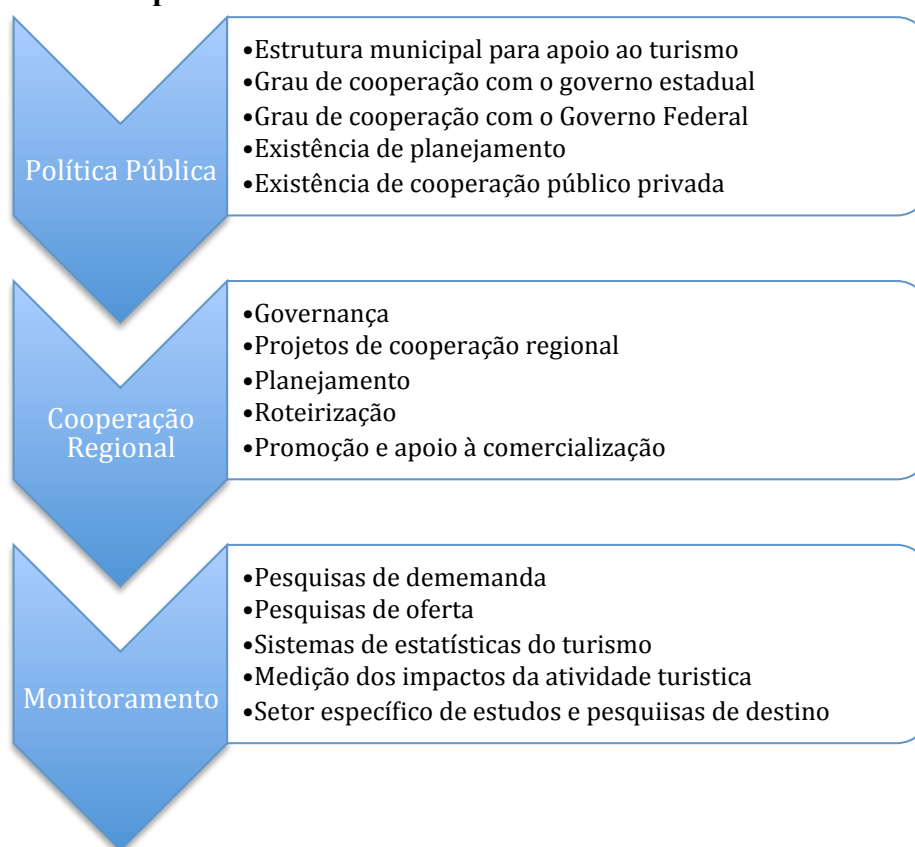 Política Pública
•Estrutura municipal para apoio ao turismo
•Grau de cooperação com o governo estadual
•Grau de cooperação com o Governo Federal
•Existência de planejamento
•Existência de cooperação público privada
Cooperação
Regional
•Governança
•Projetos de cooperação regional
•Planejamento
•Roteirização
•Promoção e apoio à comercialização
Monitoramento
•Pesquisas de dememanda
•Pesquisas de oferta
•Sistemas de estatísticas do turismo
•Medição dos impactos da atividade turistica
•Setor específico de estudos e pesquiisas de destino